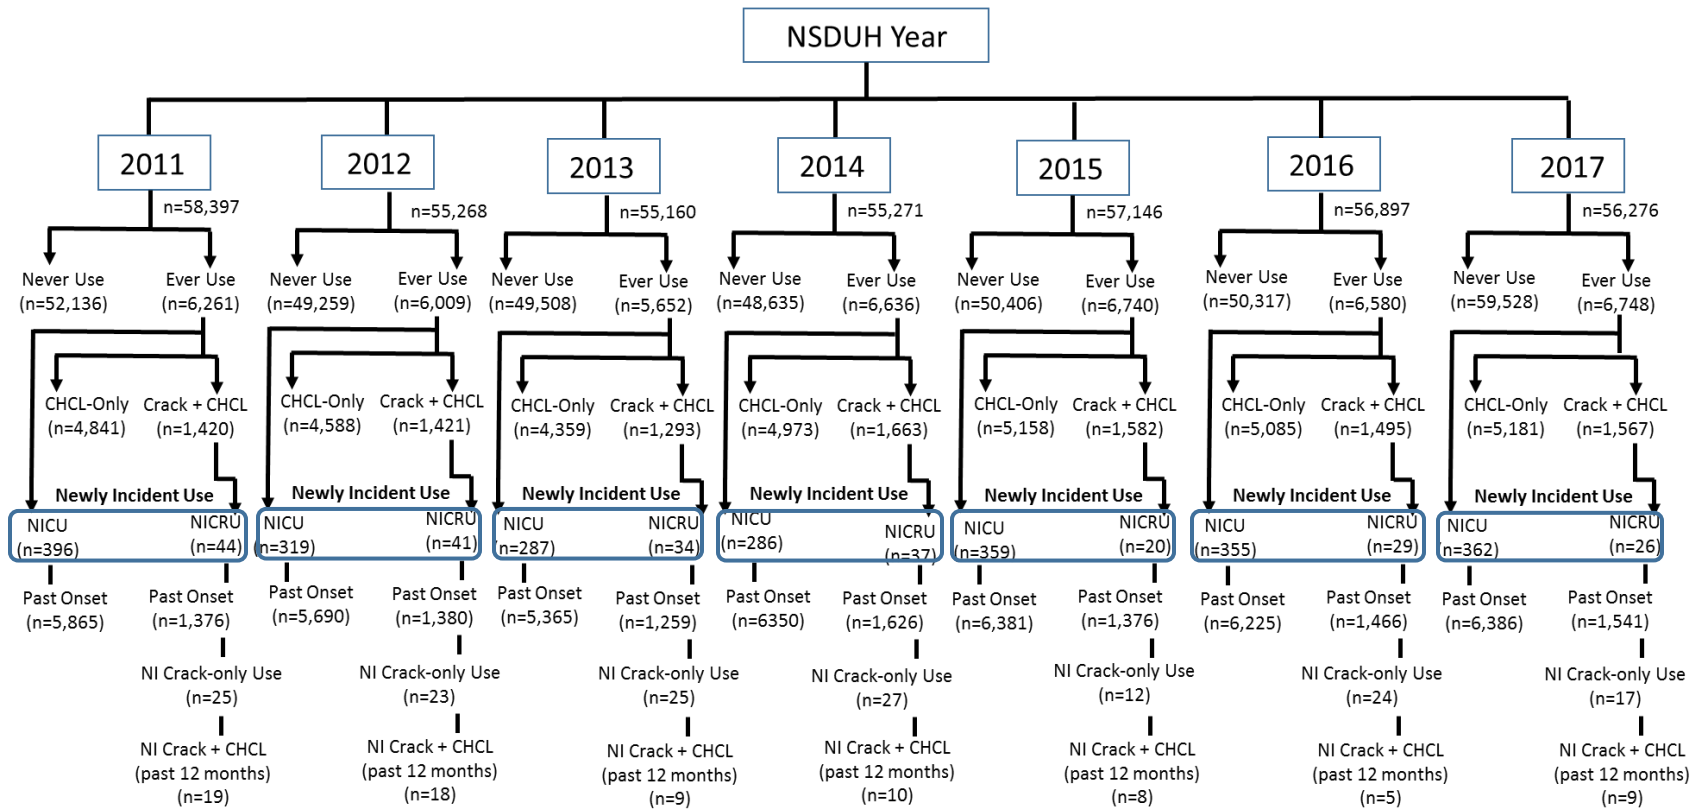 NSDUH Year
2011
2012
2013
2014
2015
2016
2017
n=58,397
n=55,268
n=55,160
n=55,271
n=57,146
n=56,897
n=56,276
Never Use
(n=52,136)
Ever Use
(n=6,261)
Never Use
(n=49,259)
Ever Use
(n=6,009)
Never Use
(n=49,508)
Ever Use
(n=5,652)
Never Use
(n=48,635)
Ever Use
(n=6,636)
Never Use
(n=50,406)
Ever Use
(n=6,740)
Never Use
(n=50,317)
Ever Use
(n=6,580)
Never Use
(n=59,528)
Ever Use
(n=6,748)
CHCL-Only
(n=4,841)
Crack + CHCL
(n=1,420)
CHCL-Only
(n=4,588)
Crack + CHCL
(n=1,421)
CHCL-Only
(n=4,359)
Crack + CHCL
(n=1,293)
CHCL-Only
(n=4,973)
Crack + CHCL
(n=1,663)
CHCL-Only
(n=5,158)
Crack + CHCL
(n=1,582)
CHCL-Only
(n=5,085)
Crack + CHCL
(n=1,495)
CHCL-Only
(n=5,181)
Crack + CHCL
(n=1,567)
Newly Incident Use
Newly Incident Use
Newly Incident Use
Newly Incident Use
Newly Incident Use
Newly Incident Use
Newly Incident Use
NICU
(n=396)
NICRU
(n=44)
NICU
(n=319)
NICRU
(n=41)
NICU
(n=287)
NICRU
(n=34)
NICU
(n=286)
NICRU
(n=37)
NICU
(n=359)
NICRU
(n=20)
NICU
(n=355)
NICRU
(n=29)
NICU
(n=362)
NICRU
(n=26)
Past Onset
(n=5,865)
Past Onset
(n=1,376)
Past Onset
(n=5,690)
Past Onset
(n=1,380)
Past Onset
(n=5,365)
Past Onset
(n=1,259)
Past Onset
(n=6350)
Past Onset
(n=1,626)
Past Onset
(n=6,381)
Past Onset
(n=1,376)
Past Onset
(n=6,225)
Past Onset
(n=1,466)
Past Onset
(n=6,386)
Past Onset
(n=1,541)
NI Crack-only Use
(n=25)
NI Crack-only Use
(n=23)
NI Crack-only Use
(n=25)
NI Crack-only Use
(n=27)
NI Crack-only Use
(n=12)
NI Crack-only Use
(n=24)
NI Crack-only Use
(n=17)
NI Crack + CHCL
(past 12 months)
(n=19)
NI Crack + CHCL
(past 12 months)
(n=18)
NI Crack + CHCL
(past 12 months)
(n=9)
NI Crack + CHCL
(past 12 months)
(n=10)
NI Crack + CHCL
(past 12 months)
(n=8)
NI Crack + CHCL
(past 12 months)
(n=5)
NI Crack + CHCL
(past 12 months)
(n=9)